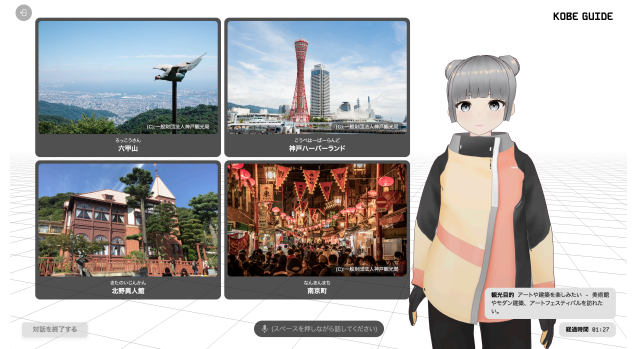 KOBE GUIDE
(C)一般財団法人神戸観光局
ろっこうさん
六甲山
(C)一般財団法人神戸観光局
こうべはーばーらんど
神戸ハーバーランド
きたのいじんかん
北野異人館
(C)一般財団法人神戸観光局
なんきんまち
南京町
観光目的 アートや建築を楽しみたい - 美術館
やモダン建築、アートフェスティバルを訪れた
い。
対話を終了する
(スペースを押しながら話してください)
経過時間 01:27